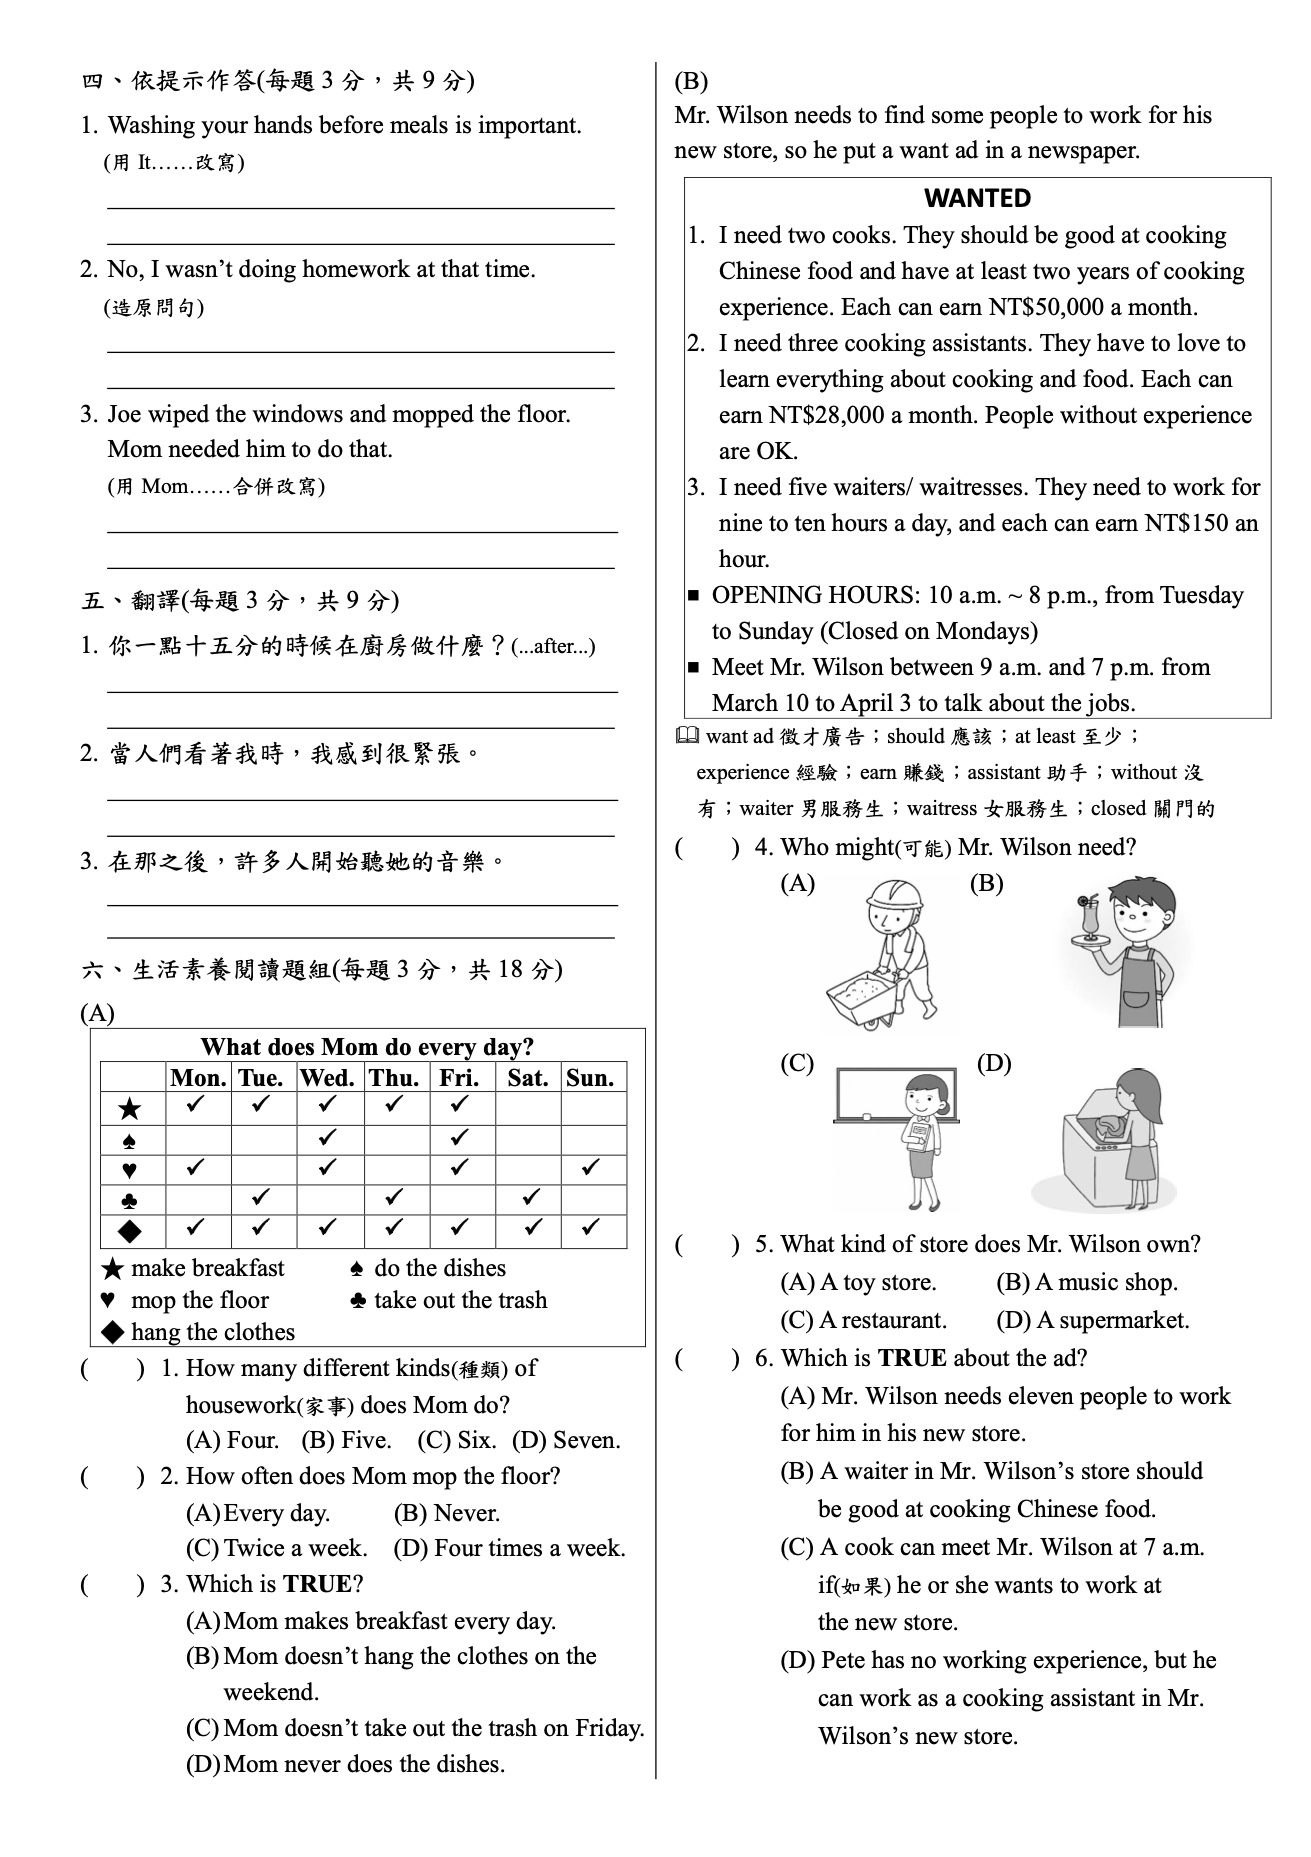 四、依提示作答(每題 3 分，共 9 分)
1. Washing your hands before meals is important.
(用 It……改寫)
2. No, I wasn’t doing homework at that time.
(造原問句)
3. Joe wiped the windows and mopped the floor.
Mom needed him to do that.
(用 Mom……合併改寫)
五、翻譯(每題 3 分，共 9 分)
1. 你一點十五分的時候在廚房做什麼？(...after...)
2. 當人們看著我時，我感到很緊張。
3. 在那之後，許多人開始聽她的音樂。
六、生活素養閱讀題組(每題 3 分，共 18 分)
(A)
What does Mom do every day?
Mon. Tue. Wed. Thu. Fri. Sat. Sun.
★ ✓ ✓ ✓ ✓ ✓
♠ ✓ ✓
♥ ✓ ✓ ✓ ✓
♣ ✓ ✓ ✓
◆ ✓ ✓ ✓ ✓ ✓ ✓ ✓
★ make breakfast ♠ do the dishes
♥ mop the floor ♣ take out the trash
◆ hang the clothes
( ) 1. How many different kinds(種類) of
housework(家事) does Mom do?
(A) Four. (B) Five. (C) Six. (D) Seven.
( ) 2. How often does Mom mop the floor?
(A) Every day. (B) Never.
(C) Twice a week. (D) Four times a week.
( ) 3. Which is TRUE?
(A) Mom makes breakfast every day.
(B) Mom doesn’t hang the clothes on the
weekend.
(C) Mom doesn’t take out the trash on Friday.
(D) Mom never does the dishes.
(B)
Mr. Wilson needs to find some people to work for his
new store, so he put a want ad in a newspaper.
WANTED
1. I need two cooks. They should be good at cooking
Chinese food and have at least two years of cooking
experience. Each can earn NT$50,000 a month.
2. I need three cooking assistants. They have to love to
learn everything about cooking and food. Each can
earn NT$28,000 a month. People without experience
are OK.
3. I need five waiters/ waitresses. They need to work for
nine to ten hours a day, and each can earn NT$150 an
hour.
■ OPENING HOURS: 10 a.m. ~ 8 p.m., from Tuesday
to Sunday (Closed on Mondays)
■ Meet Mr. Wilson between 9 a.m. and 7 p.m. from
March 10 to April 3 to talk about the jobs.
🕮 want ad 徵才廣告；should 應該；at least 至少；
experience 經驗；earn 賺錢；assistant 助手；without 沒
有；waiter 男服務生；waitress 女服務生；closed 關門的
( ) 4. Who might(可能) Mr. Wilson need?
(A) (B)
(C) (D)
( ) 5. What kind of store does Mr. Wilson own?
(A) A toy store. (B) A music shop.
(C) A restaurant. (D) A supermarket.
( ) 6. Which is TRUE about the ad?
(A) Mr. Wilson needs eleven people to work
for him in his new store.
(B) A waiter in Mr. Wilson’s store should
be good at cooking Chinese food.
(C) A cook can meet Mr. Wilson at 7 a.m.
if(如果) he or she wants to work at
the new store.
(D) Pete has no working experience, but he
can work as a cooking assistant in Mr.
Wilson’s new store.